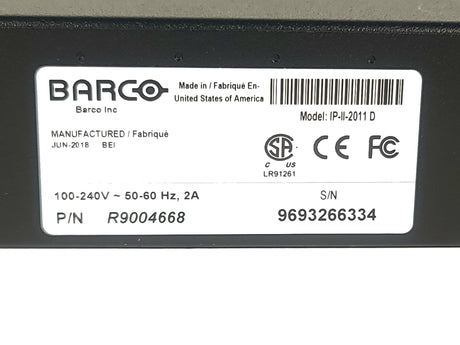 BARCO
Barco Inc
Made in / Fabriqué En-
United States of America
Model: IP-II-2011 D
MANUFACTURED / Fabriqué
JUN-2018 BEI
SA
C US
LR91261
CE FC
100-240V ~ 50-60 Hz, 2A
S/N
P/N R9004668
9693266334